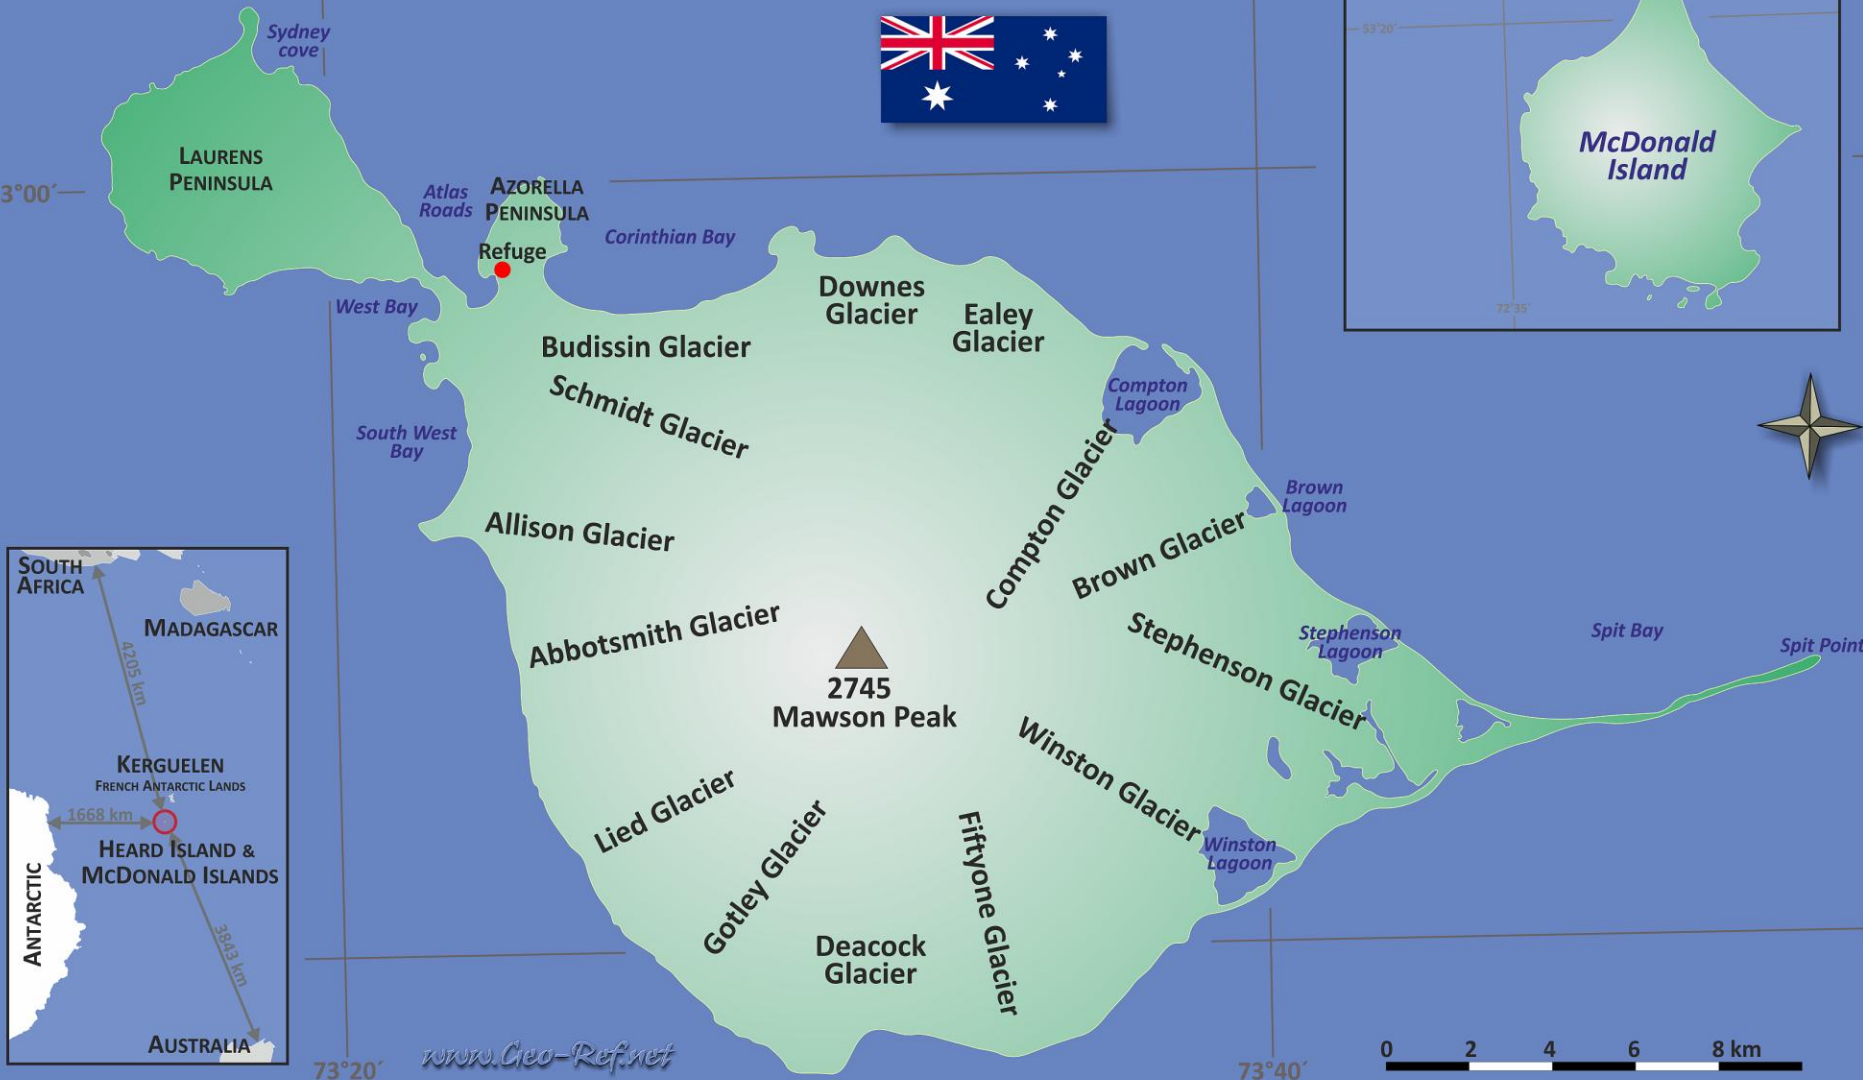 Sydney
cove
53°20´
LAURENS
PENINSULA
McDonald
Island
3°00´
Atlas
Roads
AZORELLA
PENINSULA
Refuge
Corinthian Bay
West Bay
72°35´
Downes
Glacier
Ealey
Glacier
Budissin Glacier
Schmidt Glacier
Compton
Lagoon
South West
Bay
Compton Glacier
Brown
Lagoon
Brown Glacier
Allison Glacier
SOUTH
AFRICA
MADAGASCAR
4205 km
Abbotsmith Glacier
Stephenson Glacier
Stephenson
Lagoon
Spit Bay
Spit Point
2745
Mawson Peak
Winston Glacier
KERGUELEN
FRENCH ANTARCTIC LANDS
1668 km
HEARD ISLAND &
MCDONALD ISLANDS
ANTARCTIC
3843 km
AUSTRALIA
Lied Glacier
Gotley Glacier
Fiftyone Glacier
Winston
Lagoon
Deacock
Glacier
www.Geo-Ref.net
73°20´
73°40´
0 2 4 6 8 km